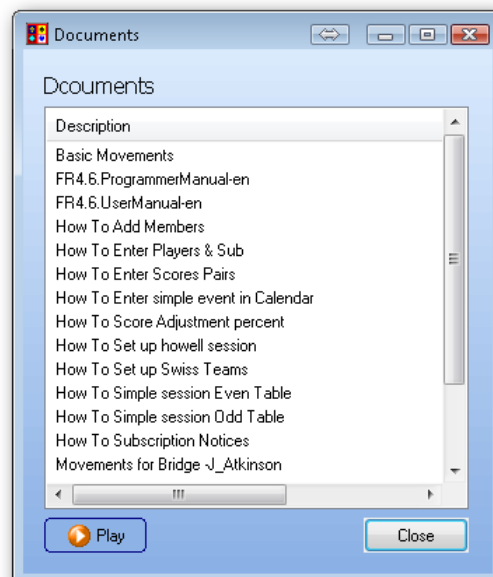 Documents
Dcouments
Description
Basic Movements
FR4.6.ProgrammerManual-en
FR4.6.UserManual-en
How To Add Members
How To Enter Players & Sub
How To Enter Scores Pairs
How To Enter simple event in Calendar
How To Score Adjustment percent
How To Set up howell session
How To Set up Swiss Teams
How To Simple session Even Table
How To Simple session Odd Table
How To Subscription Notices
Movements for Bridge -J_Atkinson
Play
Close